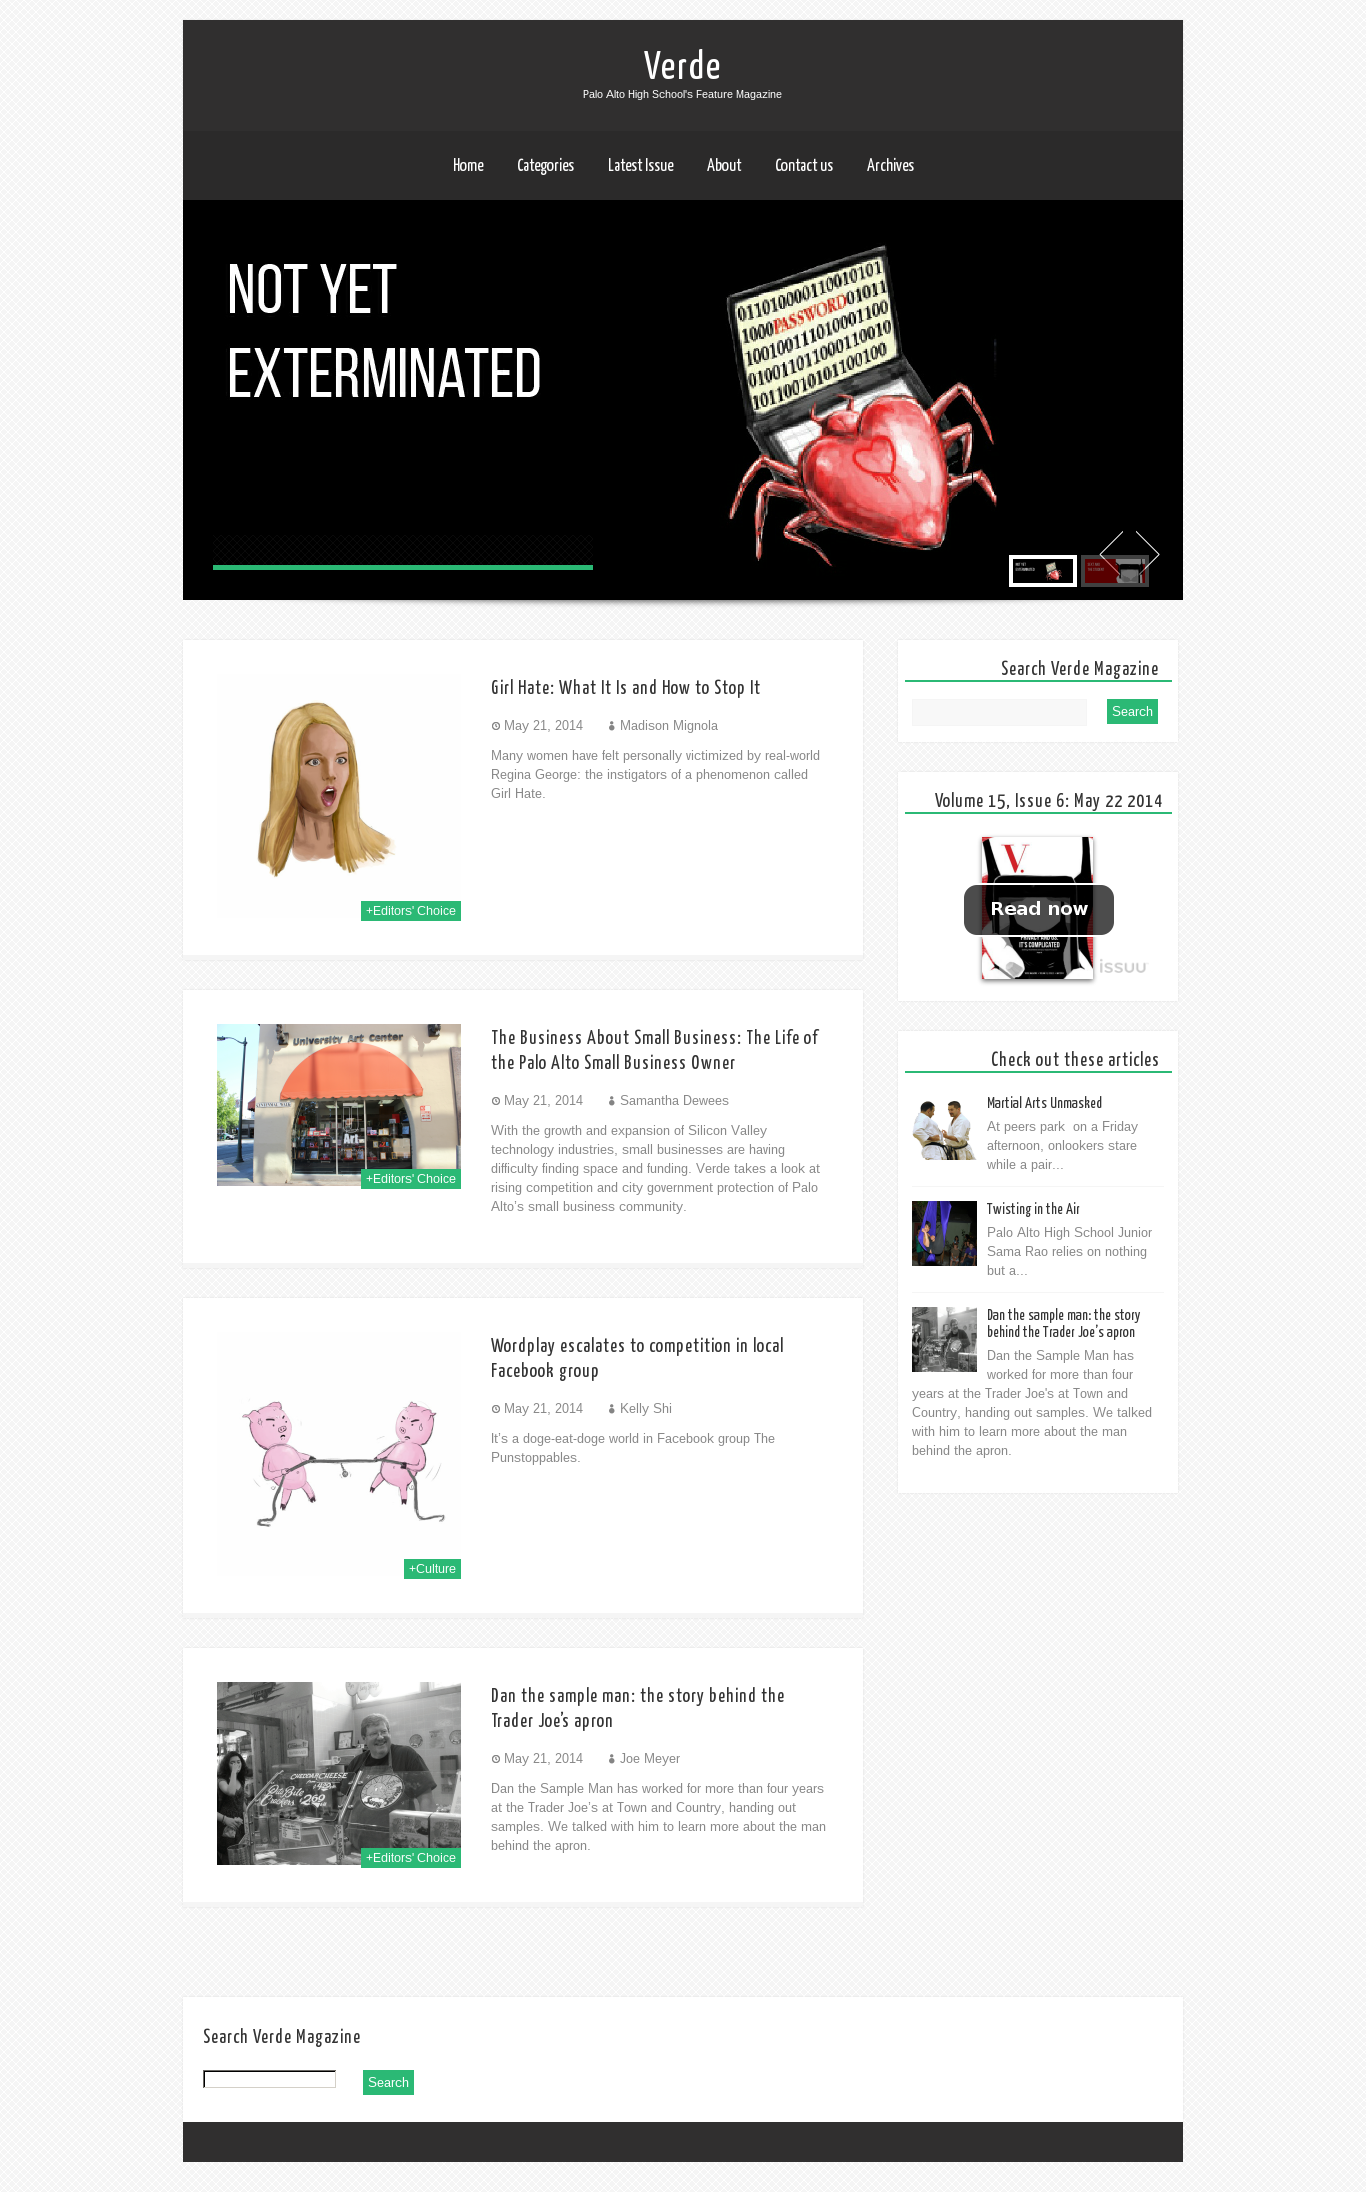 Verde
Palo Alto High School's Feature Magazine
Home Categories Latest Issue About Contact us Archives
NOT YET
EXTERMINATED
011010000110010101
1000PASSWORD01011
Girl Hate: What It Is and How to Stop It
May 21, 2014 Madison Mignola
Many women have felt personally victimized by real-world
Regina George: the instigators of a phenomenon called
Girl Hate.
+Editors' Choice
The Business About Small Business: The Life of
the Palo Alto Small Business Owner
May 21, 2014 Samantha Dewees
With the growth and expansion of Silicon Valley
technology industries, small businesses are having
difficulty finding space and funding. Verde takes a look at
rising competition and city government protection of Palo
Alto’s small business community.
University Art Center
Art
+Editors' Choice
Wordplay escalates to competition in local
Facebook group
May 21, 2014 Kelly Shi
It’s a doge-eat-doge world in Facebook group The
Punstoppables.
+Culture
Dan the sample man: the story behind the
Trader Joe’s apron
May 21, 2014 Joe Meyer
Dan the Sample Man has worked for more than four years
at the Trader Joe’s at Town and Country, handing out
samples. We talked with him to learn more about the man
behind the apron.
CHEDDAR CHEESE
Bite
Crackers $2.69
+Editors' Choice
Search Verde Magazine
Search
Volume 15, Issue 6: May 22 2014
V.
Read now
IT'S COMPLICATED
issuu
Check out these articles
Martial Arts Unmasked
At peers park  on a Friday
afternoon, onlookers stare
while a pair...
Twisting in the Air
Palo Alto High School Junior
Sama Rao relies on nothing
but a...
Dan the sample man: the story
behind the Trader Joe’s apron
Dan the Sample Man has
worked for more than four
years at the Trader Joe's at Town and
Country, handing out samples. We talked
with him to learn more about the man
behind the apron.
Search Verde Magazine
Search